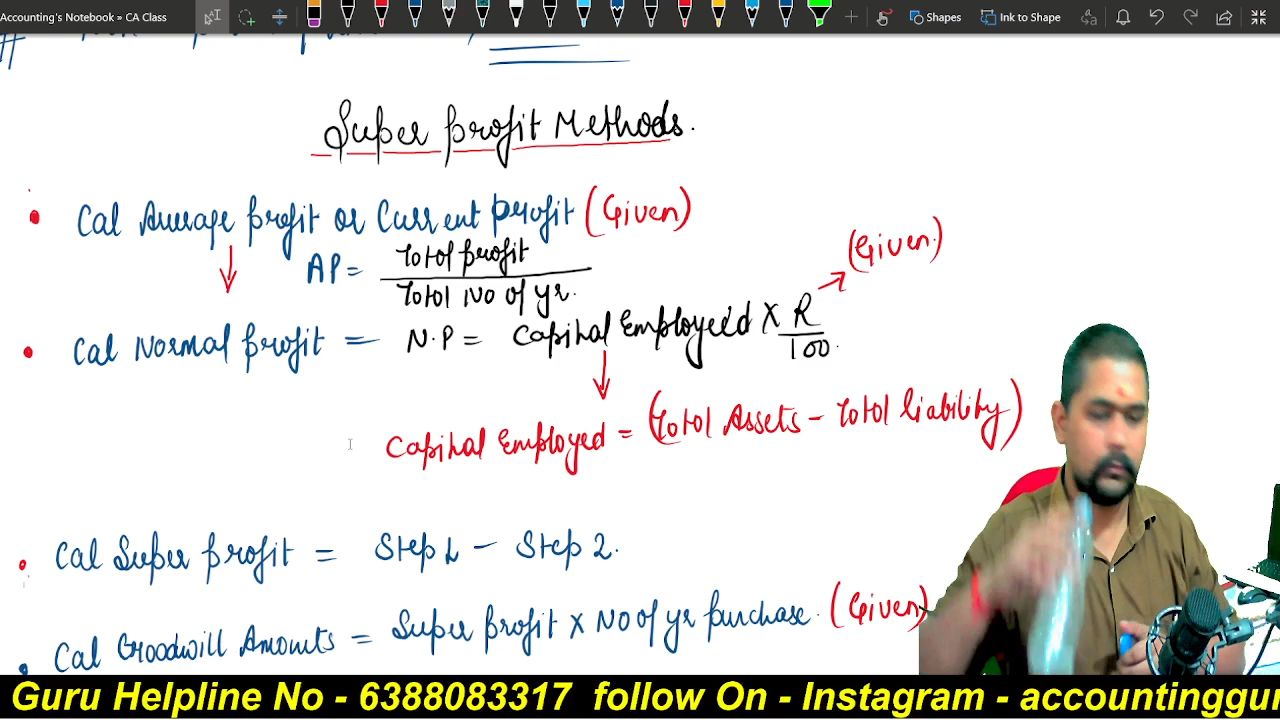 Accounting's Notebook » CA Class
Shapes
Ink to Shape
#
Super profit Methods.
• Cal Average profit or Current profit (Given)
AP = Total profit / Total No of yr.
(Given)
• Cal Normal profit = N.P = Capital Employe'd X R / 100.
Capital Employed = (Total Assets - Total liability)
• Cal Super profit = Step 1 - Step 2.
• Cal Goodwill Amounts = Super profit x No of yr purchase. (Given)
Guru Helpline No - 6388083317 follow On - Instagram - accountinggur